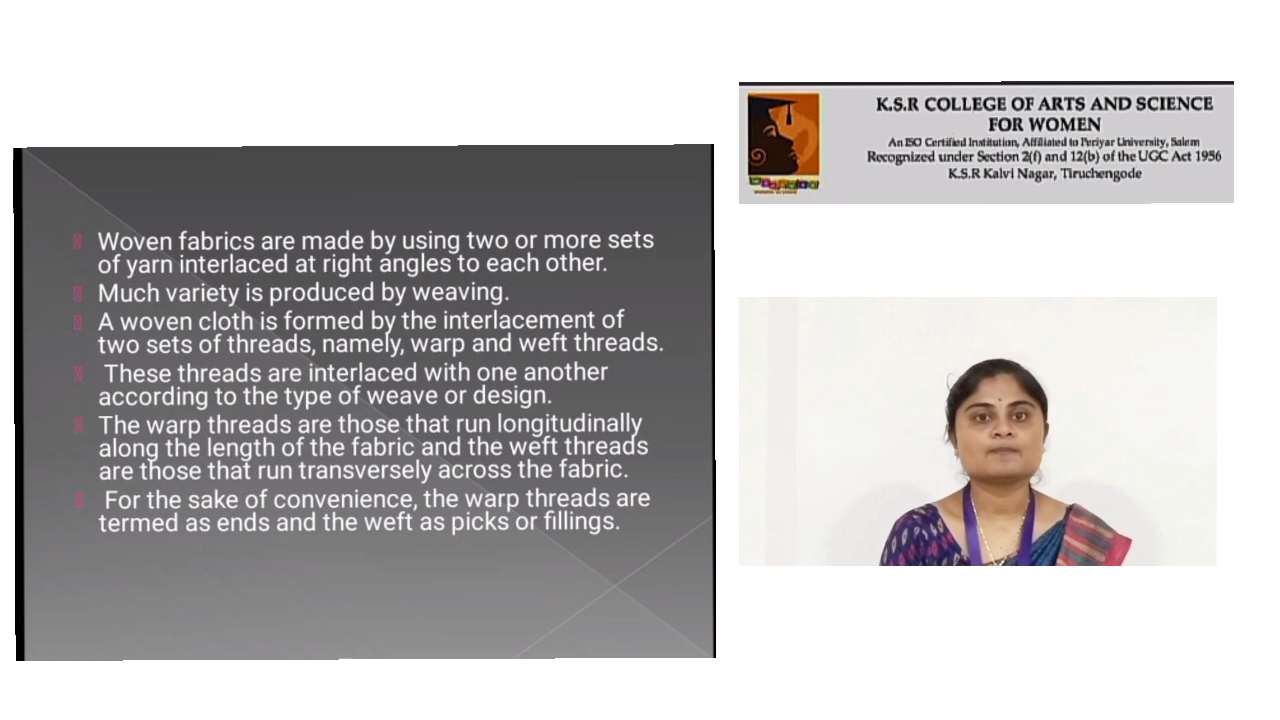 K.S.R COLLEGE OF ARTS AND SCIENCE
FOR WOMEN
An ISO Certified Institution, Affiliated to Periyar University, Salem
Recognized under Section 2(f) and 12(b) of the UGC Act 1956
K.S.R Kalvi Nagar, Tiruchengode
Woven fabrics are made by using two or more sets
of yarn interlaced at right angles to each other.
Much variety is produced by weaving.
A woven cloth is formed by the interlacement of
two sets of threads, namely, warp and weft threads.
These threads are interlaced with one another
according to the type of weave or design.
The warp threads are those that run longitudinally
along the length of the fabric and the weft threads
are those that run transversely across the fabric.
For the sake of convenience, the warp threads are
termed as ends and the weft as picks or fillings.